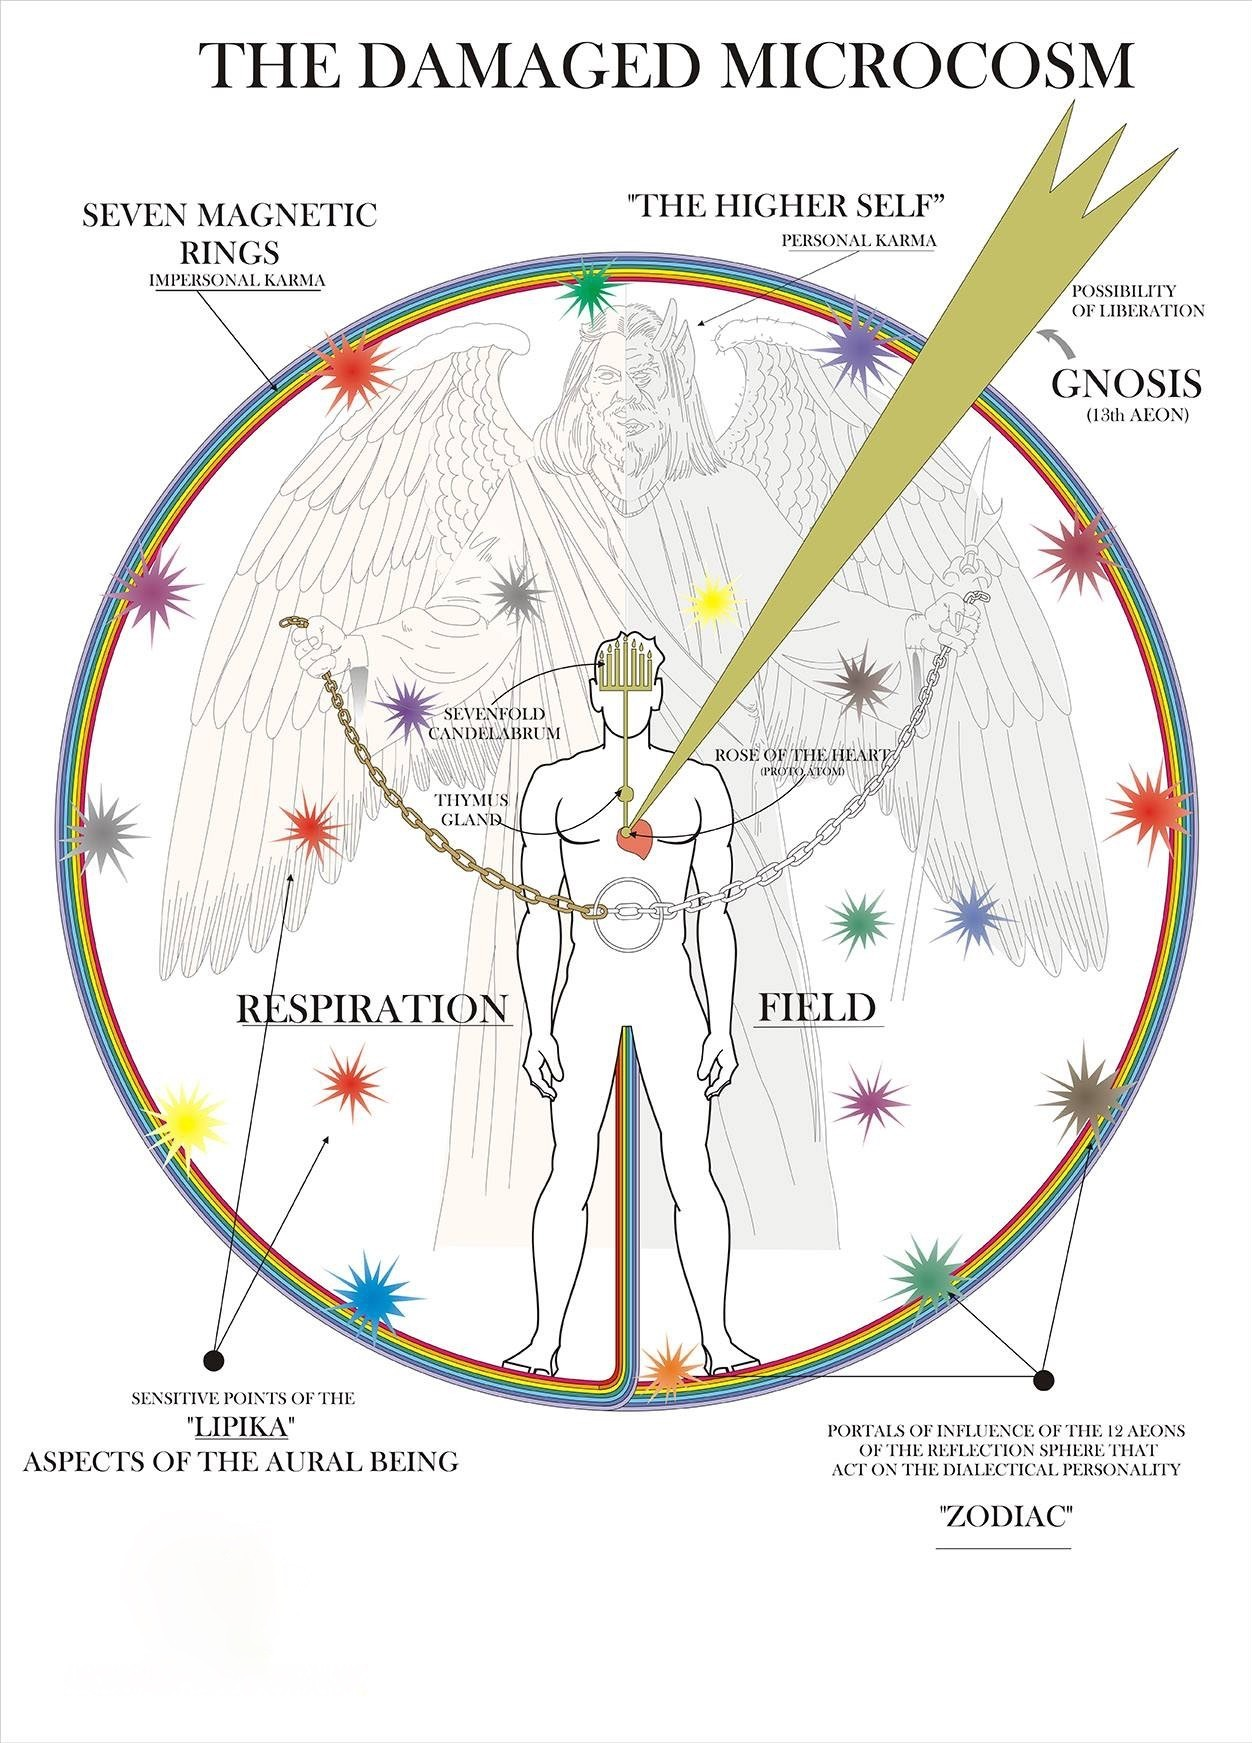 THE DAMAGED MICROCOSM
SEVEN MAGNETIC
RINGS
IMPERSONAL KARMA
"THE HIGHER SELF”
PERSONAL KARMA
POSSIBILITY
OF LIBERATION
GNOSIS
(13th AEON)
SEVENFOLD
CANDELABRUM
THYMUS
GLAND
ROSE OF THE HEART
(PROTO ATOM)
RESPIRATION FIELD
SENSITIVE POINTS OF THE
"LIPIKA"
ASPECTS OF THE AURAL BEING
PORTALS OF INFLUENCE OF THE 12 AEONS
OF THE REFLECTION SPHERE THAT
ACT ON THE DIALECTICAL PERSONALITY
"ZODIAC"